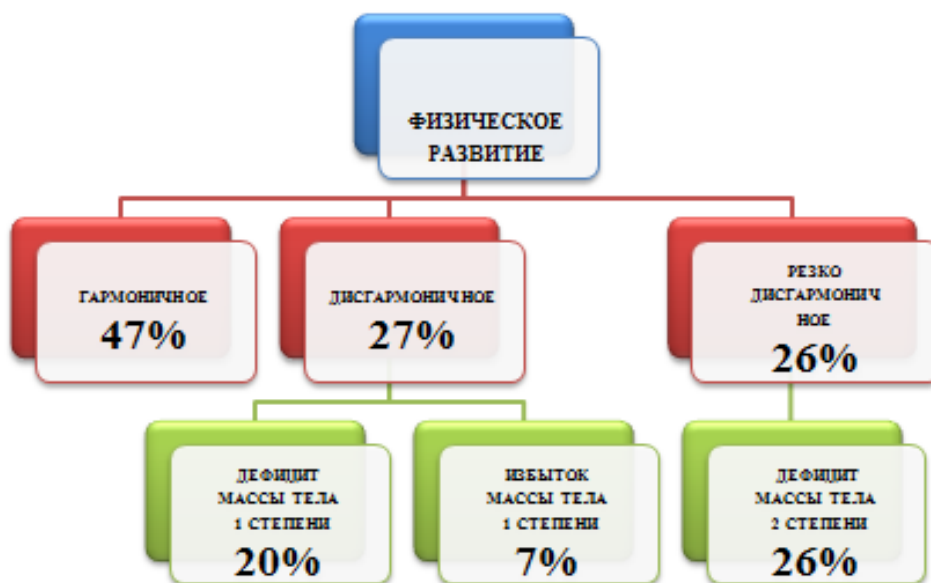 ФИЗИЧЕСКОЕ
РАЗВИТИЕ
ГАРМОНИЧНОЕ
47%
ДИСГАРМОНИЧНОЕ
27%
РЕЗКО
ДИСГАРМОНИЧ
НОЕ
26%
ДЕФИЦИТ
МАССЫ ТЕЛА
1 СТЕПЕНИ
20%
ИЗБЫТОК
МАССЫ ТЕЛА
1 СТЕПЕНИ
7%
ДЕФИЦИТ
МАССЫ ТЕЛА
2 СТЕПЕНИ
26%